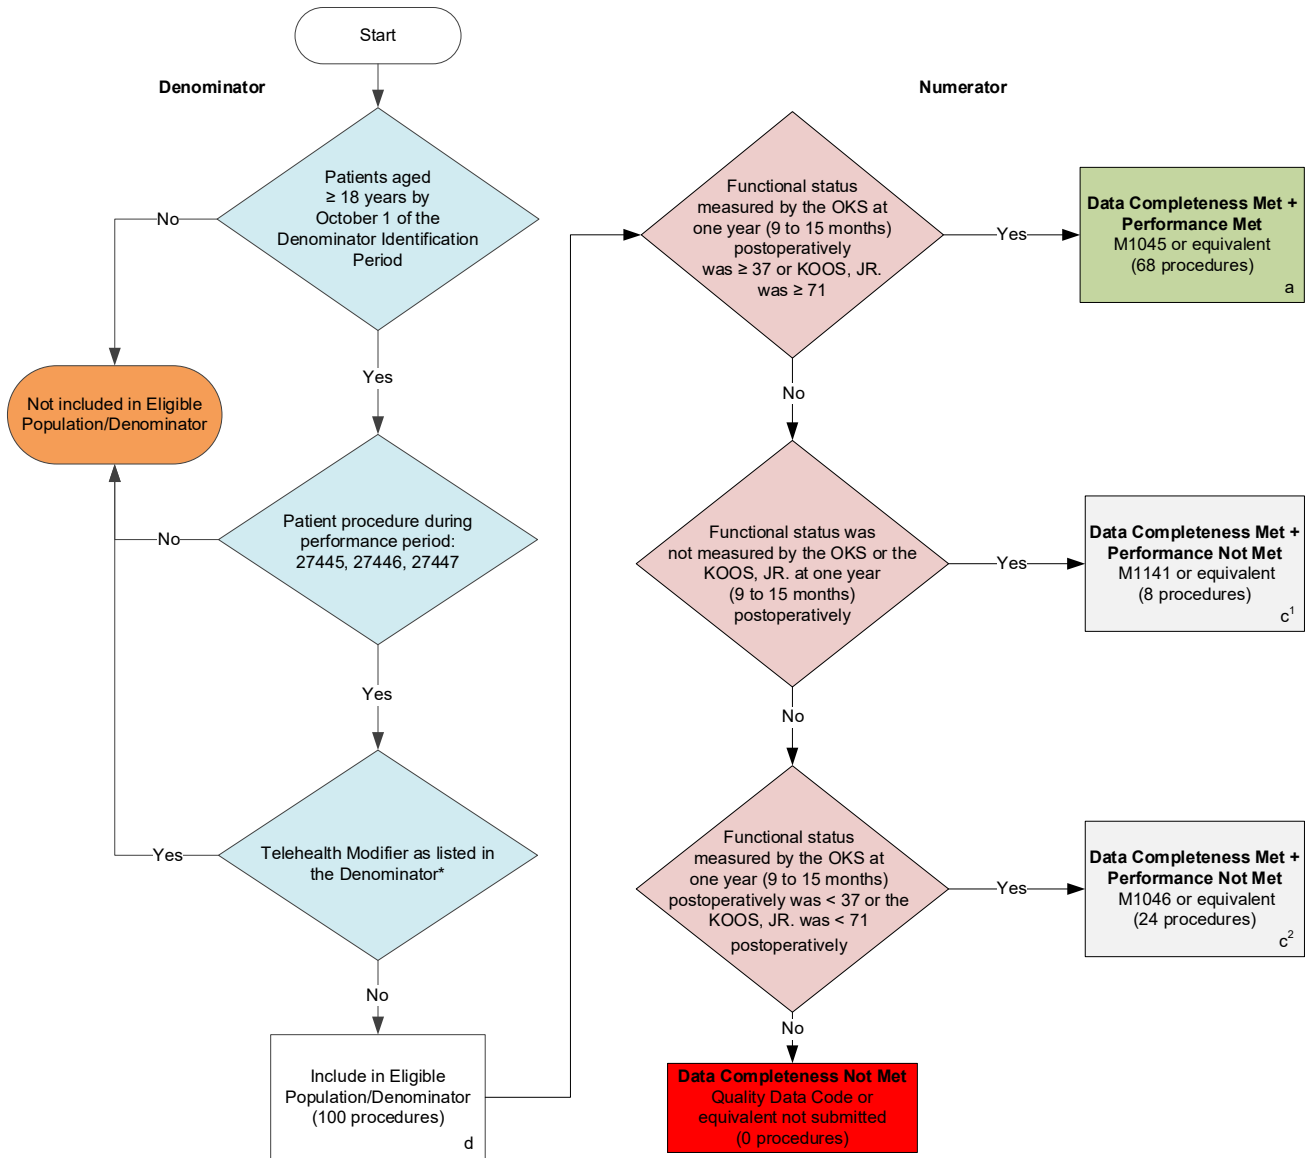 Start
Denominator
Patients aged
≥ 18 years by
October 1 of the
Denominator Identification
Period
No
Not included in Eligible
Population/Denominator
Yes
Patient procedure during
performance period:
27445, 27446, 27447
No
Yes
Telehealth Modifier as listed in
the Denominator*
Yes
No
Include in Eligible
Population/Denominator
(100 procedures)
d
Numerator
Functional status
measured by the OKS at
one year (9 to 15 months)
postoperatively
was ≥ 37 or KOOS, JR.
was ≥ 71
Yes
Data Completeness Met +
Performance Met
M1045 or equivalent
(68 procedures)
a
No
Functional status was
not measured by the OKS or the
KOOS, JR. at one year
(9 to 15 months)
postoperatively
Yes
Data Completeness Met +
Performance Not Met
M1141 or equivalent
(8 procedures)
c¹
No
Functional status
measured by the OKS at
one year (9 to 15 months)
postoperatively was < 37 or the
KOOS, JR. was < 71
postoperatively
Yes
Data Completeness Met +
Performance Not Met
M1046 or equivalent
(24 procedures)
c²
No
Data Completeness Not Met
Quality Data Code or
equivalent not submitted
(0 procedures)